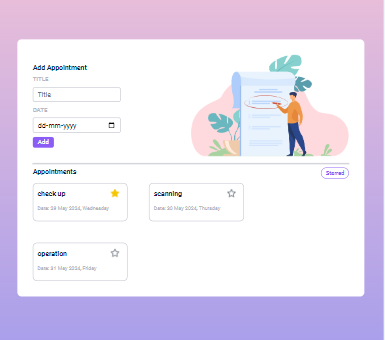 Add Appointment
TITLE
Title
DATE
dd-mm-yyyy
Add
Appointments
Starred
check up
Date: 29 May 2024, Wednesday
scanning
Date: 30 May 2024, Thursday
operation
Date: 31 May 2024, Friday